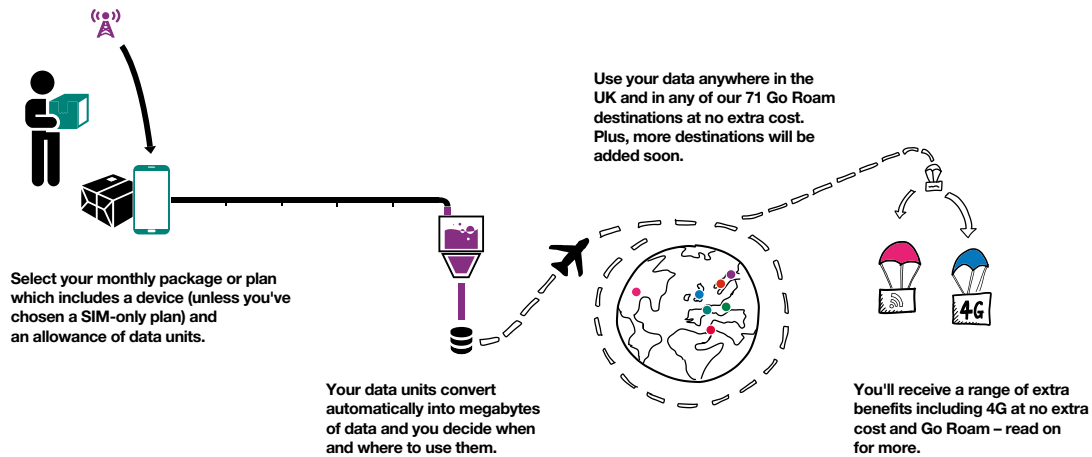 Select your monthly package or plan
which includes a device (unless you've
chosen a SIM-only plan) and
an allowance of data units.
Your data units convert
automatically into megabytes
of data and you decide when
and where to use them.
Use your data anywhere in the
UK and in any of our 71 Go Roam
destinations at no extra cost.
Plus, more destinations will be
added soon.
4G
You'll receive a range of extra
benefits including 4G at no extra
cost and Go Roam – read on
for more.